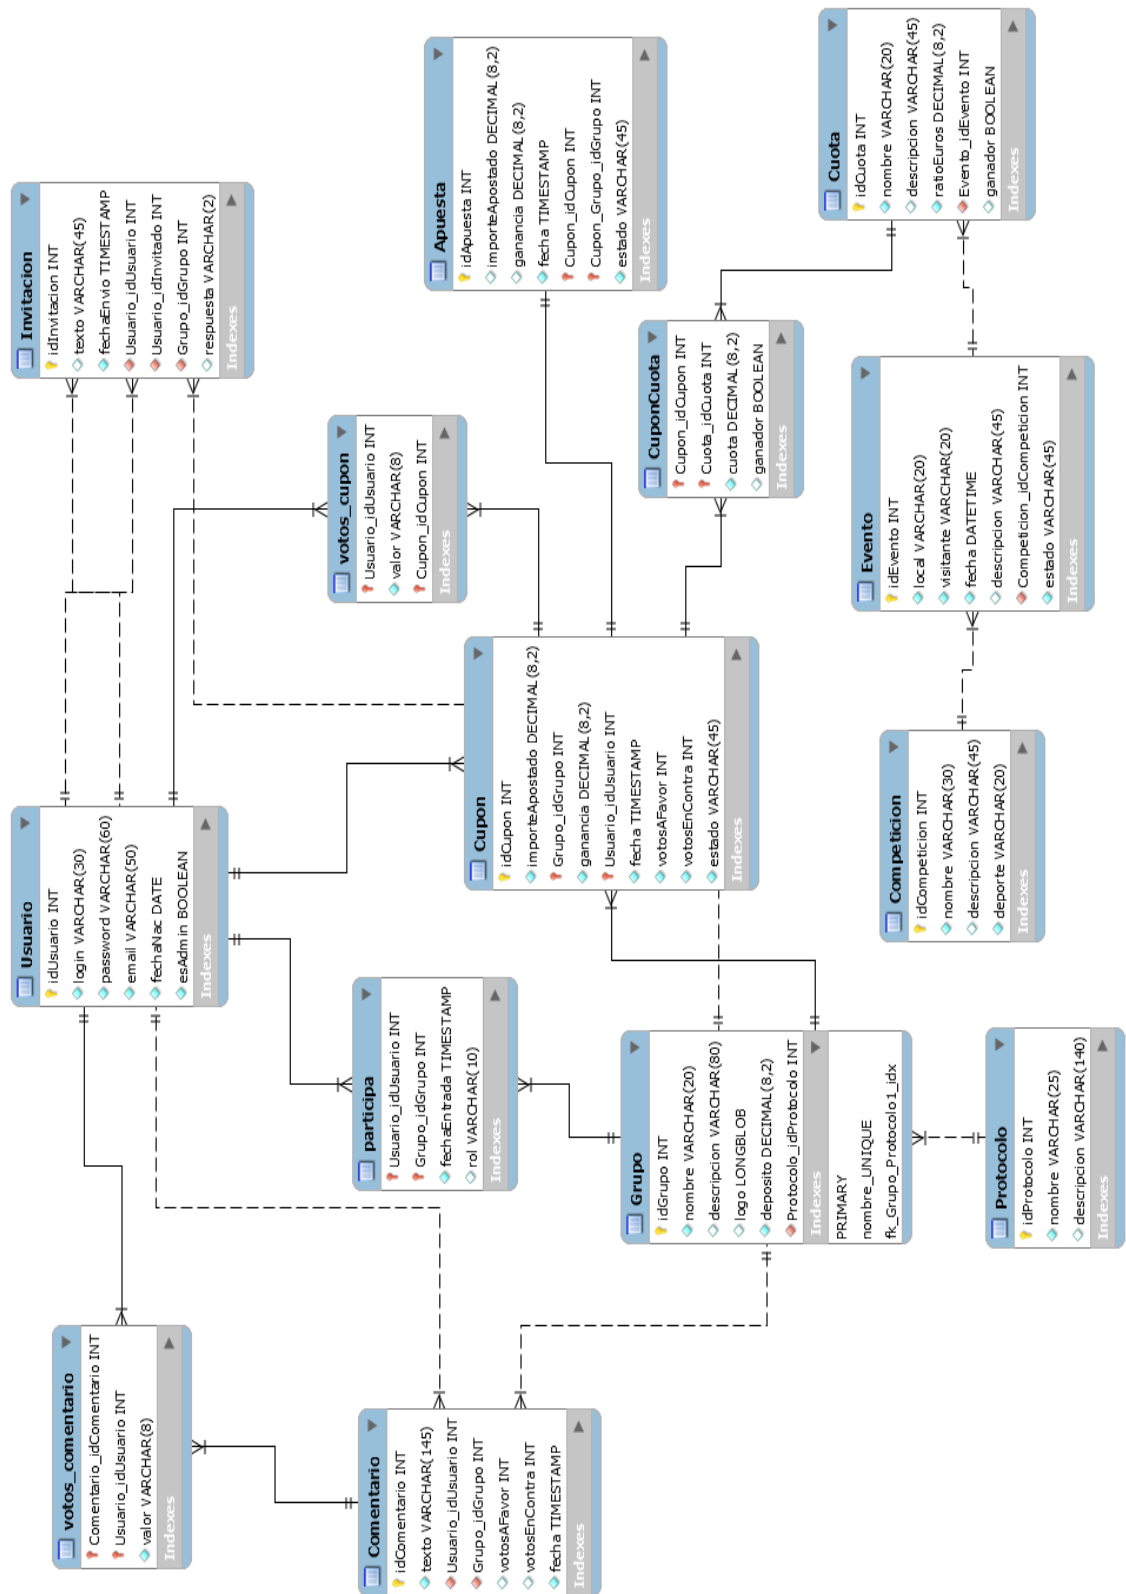 votos_comentario
Comentario_idComentario INT
Usuario_idUsuario INT
valor VARCHAR(8)
Indexes
Usuario
idUsuario INT
login VARCHAR(30)
password VARCHAR(60)
email VARCHAR(50)
fechaNac DATE
esAdmin BOOLEAN
Indexes
Invitacion
idInvitacion INT
texto VARCHAR(45)
fechaEnvio TIMESTAMP
Usuario_idUsuario INT
Usuario_idInvitado INT
Grupo_idGrupo INT
respuesta VARCHAR(2)
Indexes
Comentario
idComentario INT
texto VARCHAR(145)
Usuario_idUsuario INT
Grupo_idGrupo INT
votosAFavor INT
votosEnContra INT
fecha TIMESTAMP
Indexes
participa
Usuario_idUsuario INT
Grupo_idGrupo INT
fechaEntrada TIMESTAMP
rol VARCHAR(10)
Indexes
votos_cupon
Usuario_idUsuario INT
valor VARCHAR(8)
Cupon_idCupon INT
Indexes
Cupon
idCupon INT
importeApostado DECIMAL(8,2)
Grupo_idGrupo INT
ganancia DECIMAL(8,2)
Usuario_idUsuario INT
fecha TIMESTAMP
votosAFavor INT
votosEnContra INT
estado VARCHAR(45)
Indexes
Apuesta
idApuesta INT
importeApostado DECIMAL(8,2)
ganancia DECIMAL(8,2)
fecha TIMESTAMP
Cupon_idCupon INT
Cupon_Grupo_idGrupo INT
estado VARCHAR(45)
Indexes
Grupo
idGrupo INT
nombre VARCHAR(20)
descripcion VARCHAR(80)
logo LONGBLOB
deposito DECIMAL(8,2)
Protocolo_idProtocolo INT
Indexes
PRIMARY
nombre_UNIQUE
fk_Grupo_Protocolo1_idx
CuponCuota
Cupon_idCupon INT
Cuota_idCuota INT
cuota DECIMAL(8,2)
ganador BOOLEAN
Indexes
Protocolo
idProtocolo INT
nombre VARCHAR(25)
descripcion VARCHAR(140)
Indexes
Competicion
idCompeticion INT
nombre VARCHAR(30)
descripcion VARCHAR(45)
deporte VARCHAR(20)
Indexes
Evento
idEvento INT
local VARCHAR(20)
visitante VARCHAR(20)
fecha DATETIME
descripcion VARCHAR(45)
Competicion_idCompeticion INT
estado VARCHAR(45)
Indexes
Cuota
idCuota INT
nombre VARCHAR(20)
descripcion VARCHAR(45)
ratioEuros DECIMAL(8,2)
Evento_idEvento INT
ganador BOOLEAN
Indexes